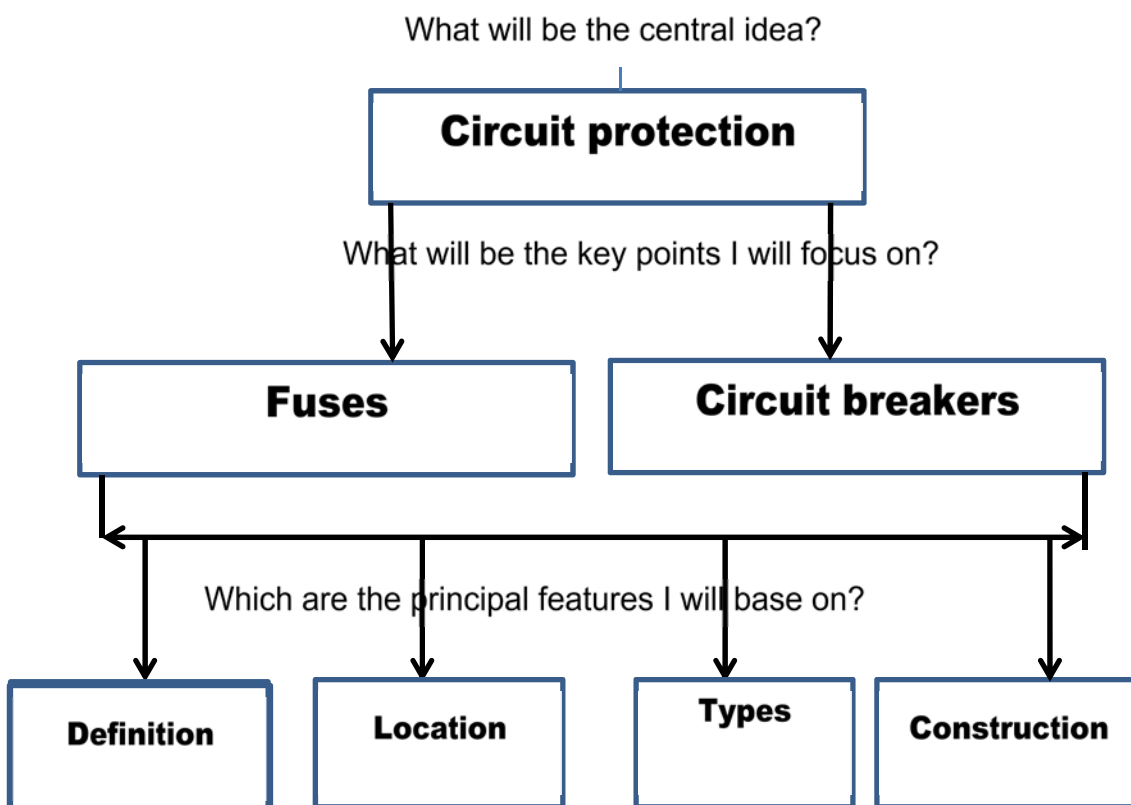 What will be the central idea?
Circuit protection
What will be the key points I will focus on?
Fuses
Circuit breakers
Which are the principal features I will base on?
Definition
Location
Types
Construction